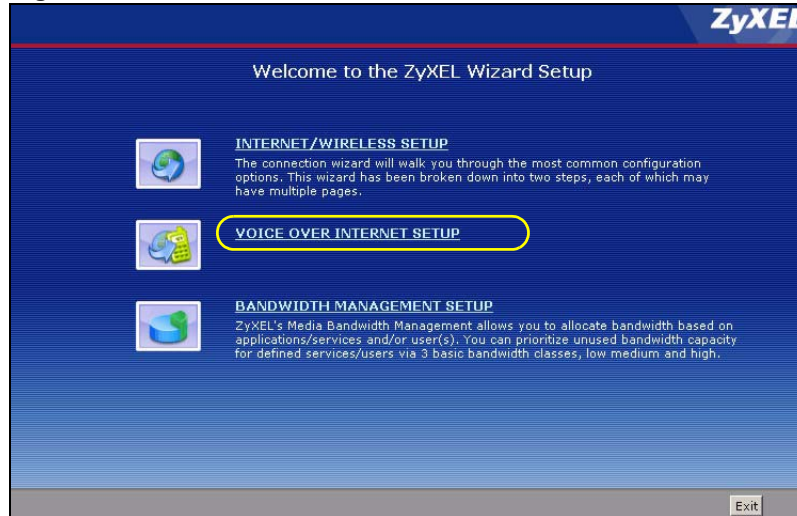 ZyXEL
Welcome to the ZyXEL Wizard Setup
INTERNET/WIRELESS SETUP
The connection wizard will walk you through the most common configuration
options. This wizard has been broken down into two steps, each of which may
have multiple pages.
VOICE OVER INTERNET SETUP
BANDWIDTH MANAGEMENT SETUP
ZyXEL's Media Bandwidth Management allows you to allocate bandwidth based on
applications/services and/or user(s). You can prioritize unused bandwidth capacity
for defined services/users via 3 basic bandwidth classes, low medium and high.
Exit